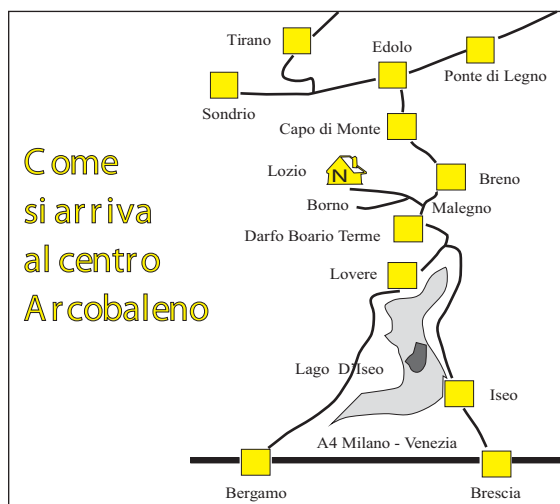 Come
si arriva
al centro
Arcobaleno
Tirano
Edolo
Ponte di Legno
Sondrio
Capo di Monte
Lozio
N
Breno
Borno
Malegno
Darfo Boario Terme
Lovere
Lago D'Iseo
Iseo
A4 Milano - Venezia
Bergamo
Brescia